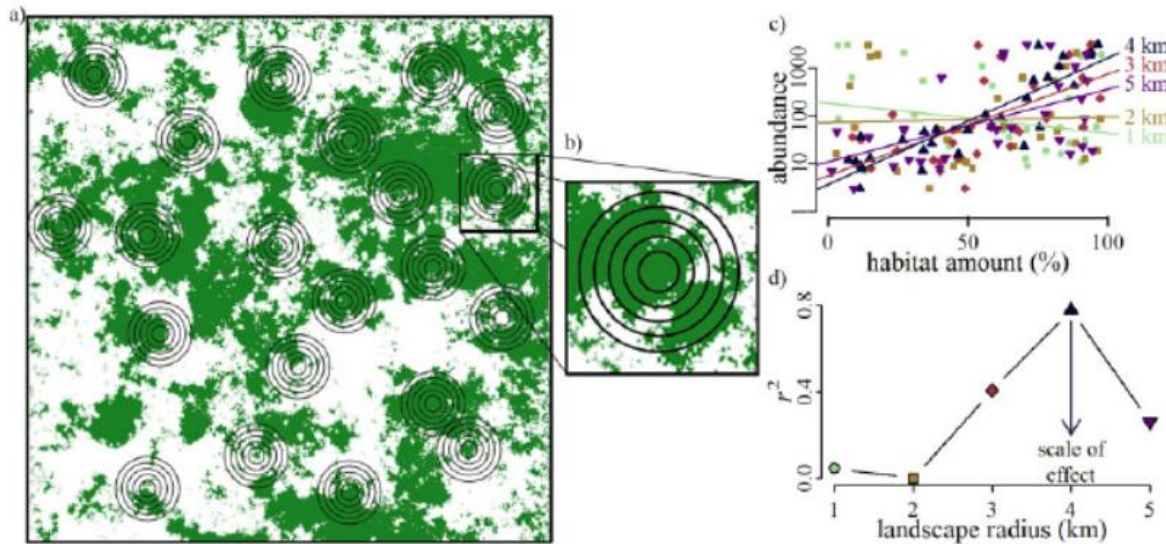 a)
b)
c)
abundance
1000
100
10
1
4 km
3 km
5 km
2 km
1 km
0
50
100
habitat amount (%)
d)
r²
0.8
0.4
0.0
scale of
effect
1
2
3
4
5
landscape radius (km)